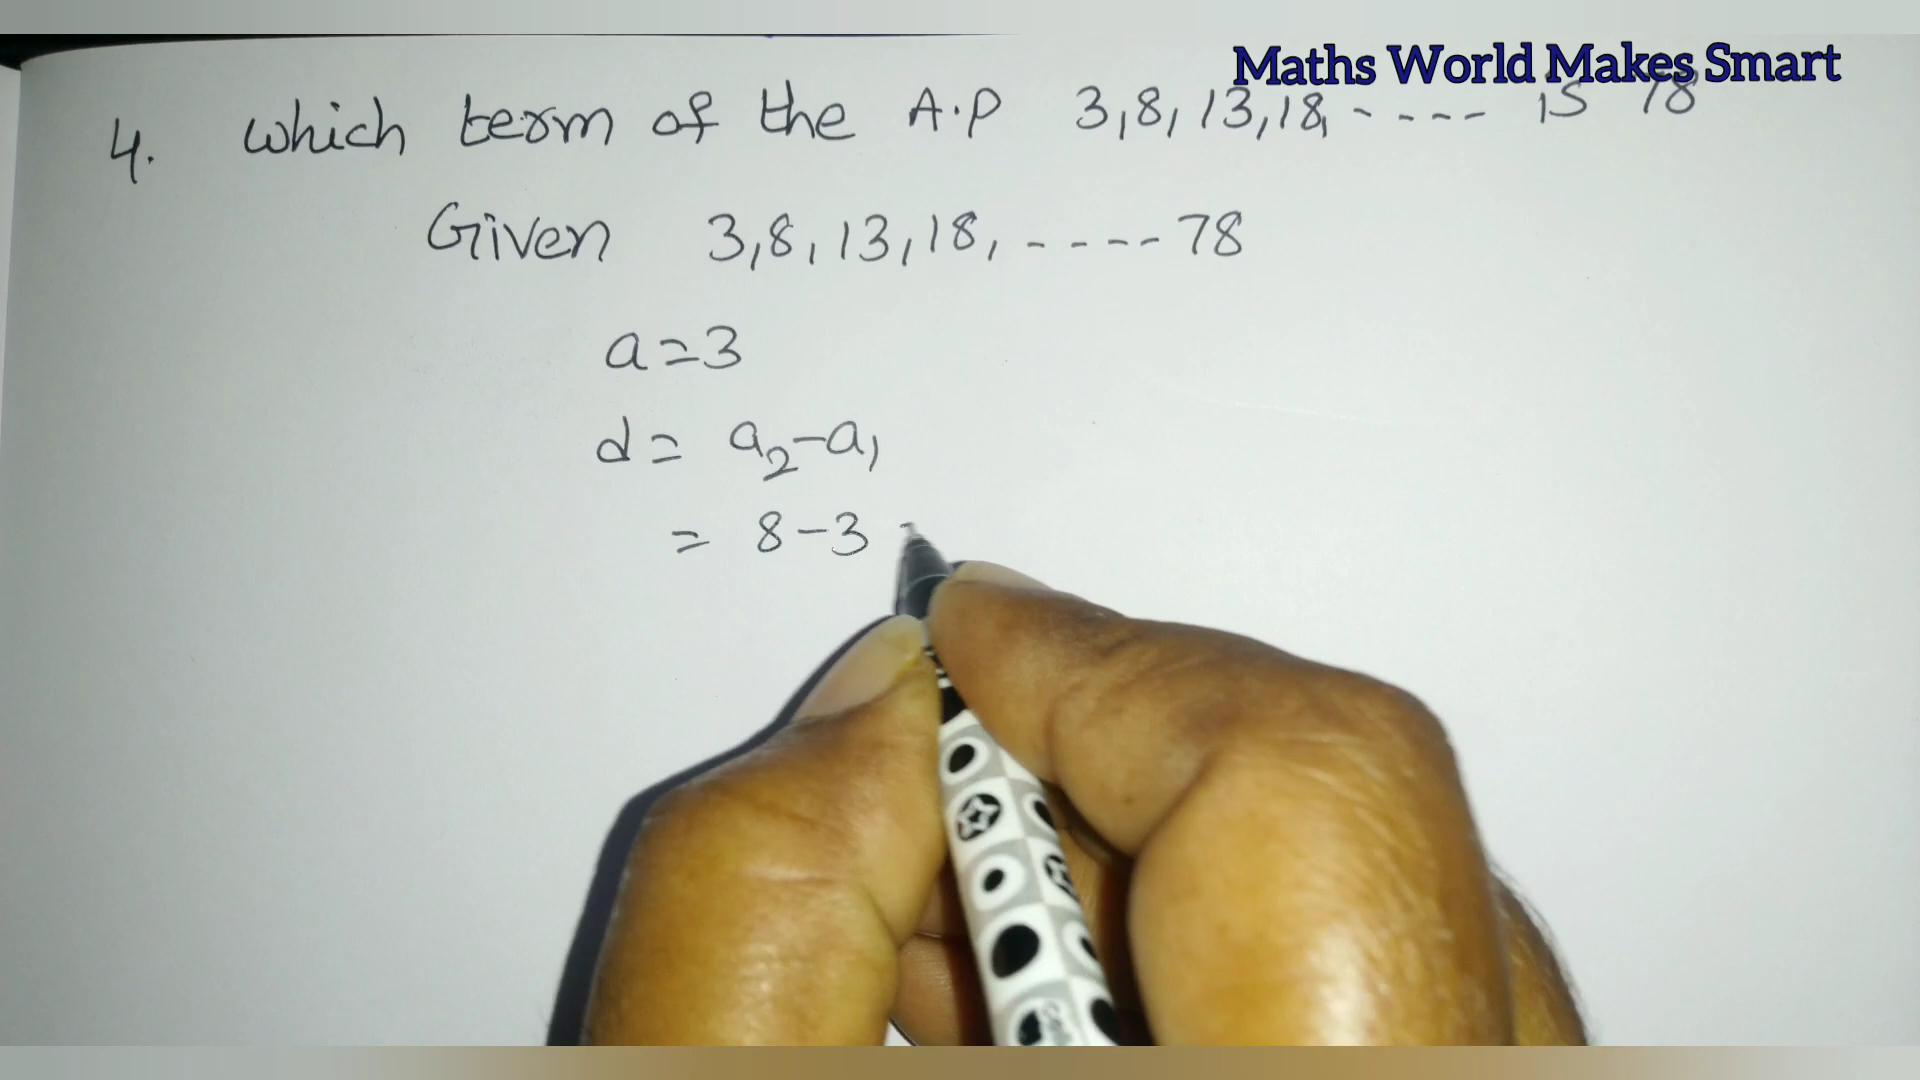 Maths World Makes Smart
4. which term of the A.P 3,8,13,18, ----- is 78
Given 3,8,13,18, ---- 78
a=3
d= a₂-a₁
= 8-3